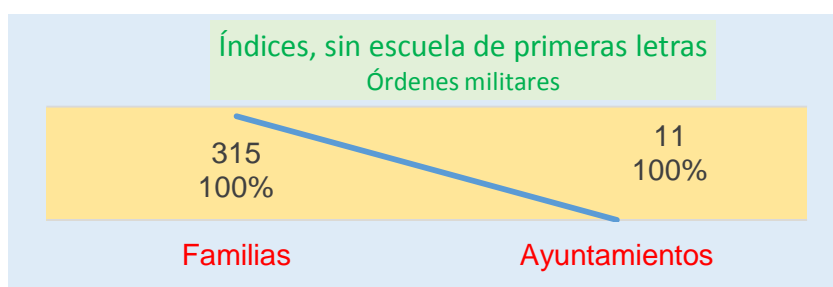 Índices, sin escuela de primeras letras
Órdenes militares
315
100%
11
100%
Familias
Ayuntamientos